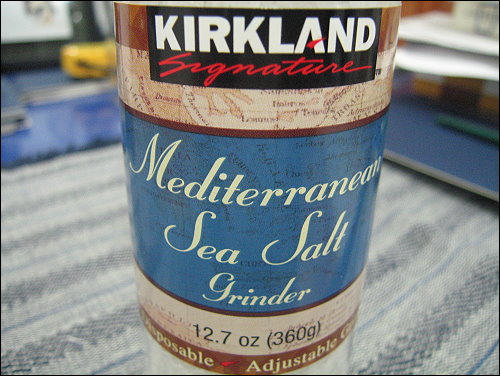 KIRKLAND
Signature
Mediterranean
Sea Salt
Grinder
12.7 oz (360g)
Adjustable